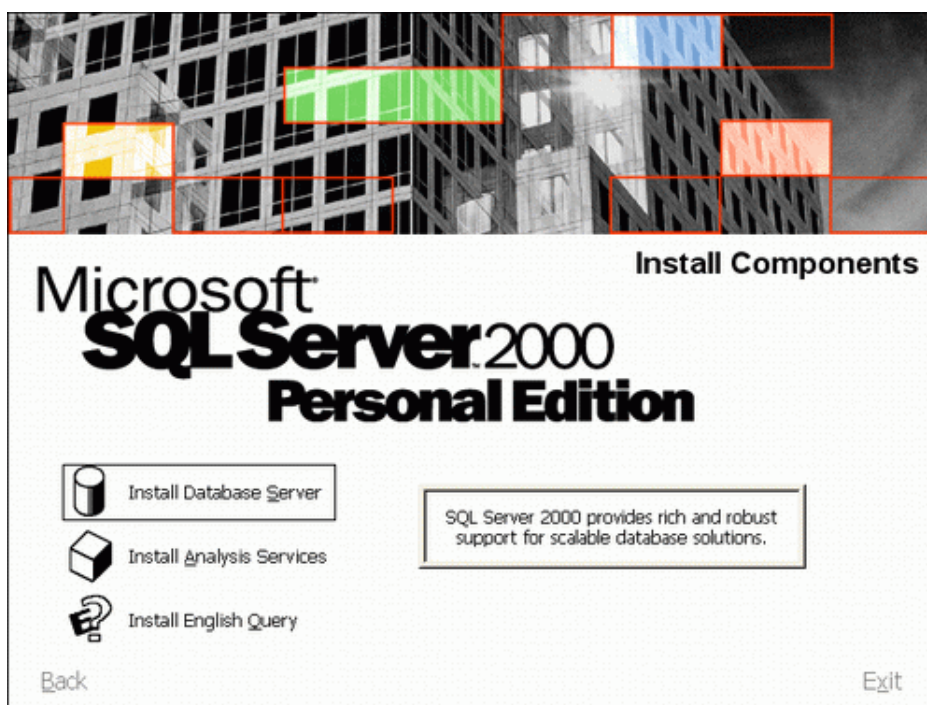 Install Components
Microsoft®
SQL Server™ 2000
Personal Edition
Install Database Server
Install Analysis Services
Install English Query
SQL Server 2000 provides rich and robust
support for scalable database solutions.
Back
Exit